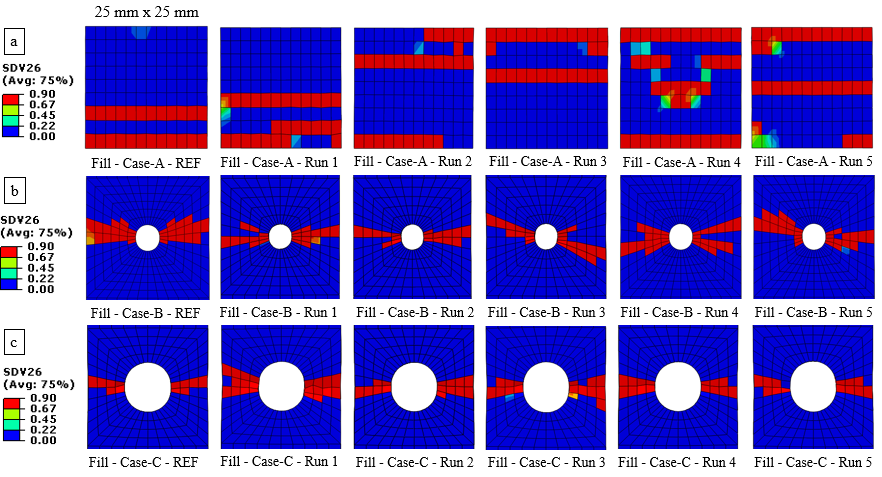 25 mm x 25 mm
a
SDV26
(Avg: 75%)
0.90
0.67
0.45
0.22
0.00
Fill - Case-A - REF
Fill - Case-A - Run 1
Fill - Case-A - Run 2
Fill - Case-A - Run 3
Fill - Case-A - Run 4
Fill - Case-A - Run 5
b
SDV26
(Avg: 75%)
0.90
0.67
0.45
0.22
0.00
Fill - Case-B - REF
Fill - Case-B - Run 1
Fill - Case-B - Run 2
Fill - Case-B - Run 3
Fill - Case-B - Run 4
Fill - Case-B - Run 5
c
SDV26
(Avg: 75%)
0.90
0.67
0.45
0.22
0.00
Fill - Case-C - REF
Fill - Case-C - Run 1
Fill - Case-C - Run 2
Fill - Case-C - Run 3
Fill - Case-C - Run 4
Fill - Case-C - Run 5